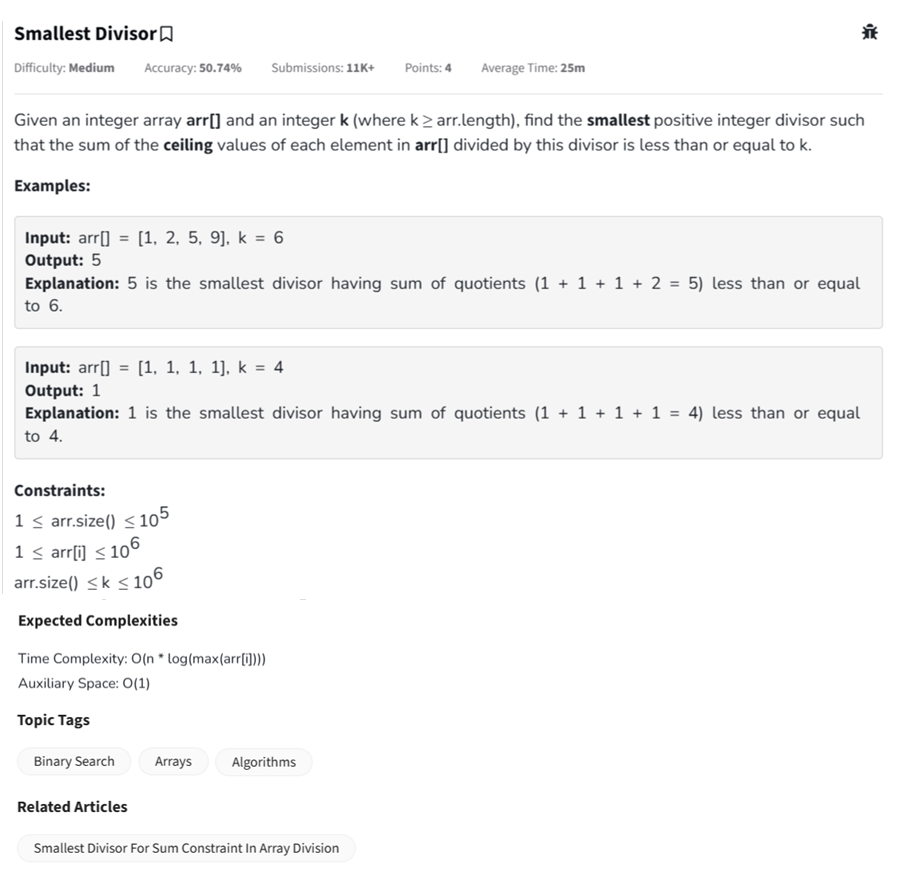 Smallest Divisor
Difficulty: Medium Accuracy: 50.74% Submissions: 11K+ Points: 4 Average Time: 25m
Given an integer array arr[] and an integer k (where k ≥ arr.length), find the smallest positive integer divisor such
that the sum of the ceiling values of each element in arr[] divided by this divisor is less than or equal to k.
Examples:
Input: arr[] = [1, 2, 5, 9], k = 6
Output: 5
Explanation: 5 is the smallest divisor having sum of quotients (1 + 1 + 1 + 2 = 5) less than or equal
to 6.
Input: arr[] = [1, 1, 1, 1], k = 4
Output: 1
Explanation: 1 is the smallest divisor having sum of quotients (1 + 1 + 1 + 1 = 4) less than or equal
to 4.
Constraints:
1 ≤ arr.size() ≤ 10^5
1 ≤ arr[i] ≤ 10^6
arr.size() ≤ k ≤ 10^6
Expected Complexities
Time Complexity: O(n * log(max(arr[i])))
Auxiliary Space: O(1)
Topic Tags
Binary Search Arrays Algorithms
Related Articles
Smallest Divisor For Sum Constraint In Array Division